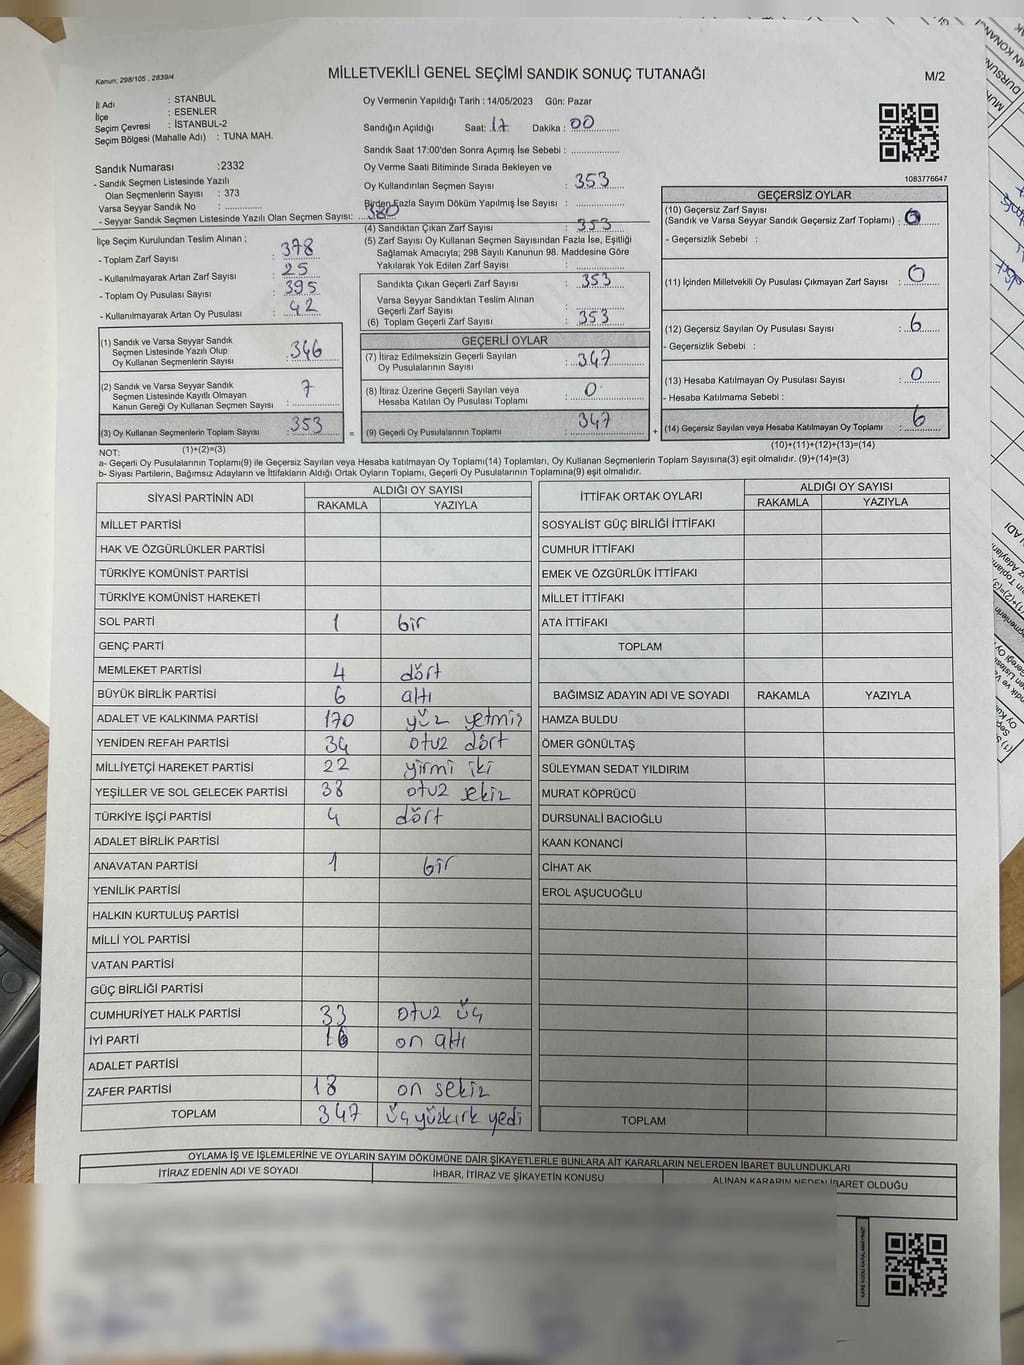 Kanun: 298/105 , 2839/4
MİLLETVEKİLİ GENEL SEÇİMİ SANDIK SONUÇ TUTANAĞI
M/2
İl Adı : STANBUL
İlçe : ESENLER
Seçim Çevresi : İSTANBUL-2
Seçim Bölgesi (Mahalle Adı) : TUNA MAH.
Oy Vermenin Yapıldığı Tarih : 14/05/2023 Gün: Pazar
Sandığın Açıldığı Saat: 17 Dakika : 00
Sandık Saat 17:00'den Sonra Açımış İse Sebebi :
1083776647
Sandık Numarası :2332
- Sandık Seçmen Listesinde Yazılı
Olan Seçmenlerin Sayısı : 373
Varsa Seyyar Sandık No :
- Seyyar Sandık Seçmen Listesinde Yazılı Olan Seçmen Sayısı: 380
Oy Verme Saati Bitiminde Sırada Bekleyen ve
Oy Kullandırılan Seçmen Sayısı : 353
Birden Fazla Sayım Döküm Yapılmış İse Sayısı :
İlçe Seçim Kurulundan Teslim Alınan ;
- Toplam Zarf Sayısı : 378
- Kullanılmayarak Artan Zarf Sayısı : 25
- Toplam Oy Pusulası Sayısı : 395
- Kullanılmayarak Artan Oy Pusulası : 42
(4) Sandıktan Çıkan Zarf Sayısı : 353
(5) Zarf Sayısı Oy Kullanan Seçmen Sayısından Fazla İse, Eşitliği
Sağlamak Amacıyla; 298 Sayılı Kanunun 98. Maddesine Göre
Yakılarak Yok Edilen Zarf Sayısı :
Sandıkta Çıkan Geçerli Zarf Sayısı : 353
Varsa Seyyar Sandıktan Teslim Alınan
Geçerli Zarf Sayısı :
(6) Toplam Geçerli Zarf Sayısı : 353
GEÇERSİZ OYLAR
(10) Geçersiz Zarf Sayısı
(Sandık ve Varsa Seyyar Sandık Geçersiz Zarf Toplamı) : 0
- Geçersizlik Sebebi :
(11) İçinden Milletvekili Oy Pusulası Çıkmayan Zarf Sayısı : 0
(12) Geçersiz Sayılan Oy Pusulası Sayısı : 6
- Geçersizlik Sebebi :
(13) Hesaba Katılmayan Oy Pusulası Sayısı : 0
- Hesaba Katılmama Sebebi :
(14) Geçersiz Sayılan veya Hesaba Katılmayan Oy Toplamı : 6
(10)+(11)+(12)+(13)=(14)
(1) Sandık ve Varsa Seyyar Sandık
Seçmen Listesinde Yazılı Olup
Oy Kullanan Seçmenlerin Sayısı : 346
(2) Sandık ve Varsa Seyyar Sandık
Seçmen Listesinde Kayıtlı Olmayan
Kanun Gereği Oy Kullanan Seçmen Sayısı : 7
(3) Oy Kullanan Seçmenlerin Toplam Sayısı : 353
(1)+(2)=(3)
GEÇERLİ OYLAR
(7) İtiraz Edilmeksizin Geçerli Sayılan
Oy Pusulalarının Sayısı : 347
(8) İtiraz Üzerine Geçerli Sayılan veya
Hesaba Katılan Oy Pusulası Toplamı : 0
= (9) Geçerli Oy Pusulalarının Toplamı : 347 +
NOT:
a- Geçerli Oy Pusulalarının Toplamı(9) ile Geçersiz Sayılan veya Hesaba katılmayan Oy Toplamı(14) Toplamları, Oy Kullanan Seçmenlerin Toplam Sayısına(3) eşit olmalıdır. (9)+(14)=(3)
b- Siyasi Partilerin, Bağımsız Adayların ve İttifakların Aldığı Ortak Oyların Toplamı, Geçerli Oy Pusulalarının Toplamına(9) eşit olmalıdır.
SİYASİ PARTİNİN ADI ALDIĞI OY SAYISI
RAKAMLA YAZIYLA
MİLLET PARTİSİ
HAK VE ÖZGÜRLÜKLER PARTİSİ
TÜRKİYE KOMÜNİST PARTİSİ
TÜRKİYE KOMÜNİST HAREKETİ
SOL PARTİ 1 bir
GENÇ PARTİ
MEMLEKET PARTİSİ 4 dört
BÜYÜK BİRLİK PARTİSİ 6 altı
ADALET VE KALKINMA PARTİSİ 170 yüz yetmiş
YENİDEN REFAH PARTİSİ 34 otuz dört
MİLLİYETÇİ HAREKET PARTİSİ 22 yirmi iki
YEŞİLLER VE SOL GELECEK PARTİSİ 38 otuz sekiz
TÜRKİYE İŞÇİ PARTİSİ 4 dört
ADALET BİRLİK PARTİSİ
ANAVATAN PARTİSİ 1 bir
YENİLİK PARTİSİ
HALKIN KURTULUŞ PARTİSİ
MİLLİ YOL PARTİSİ
VATAN PARTİSİ
GÜÇ BİRLİĞİ PARTİSİ
CUMHURİYET HALK PARTİSİ 33 otuz üç
İYİ PARTİ 16 on altı
ADALET PARTİSİ
ZAFER PARTİSİ 18 on sekiz
TOPLAM 347 üç yüzkırk yedi
İTTİFAK ORTAK OYLARI ALDIĞI OY SAYISI
RAKAMLA YAZIYLA
SOSYALİST GÜÇ BİRLİĞİ İTTİFAKI
CUMHUR İTTİFAKI
EMEK VE ÖZGÜRLÜK İTTİFAKI
MİLLET İTTİFAKI
ATA İTTİFAKI
TOPLAM
BAĞIMSIZ ADAYIN ADI VE SOYADI RAKAMLA YAZIYLA
HAMZA BULDU
ÖMER GÖNÜLTAŞ
SÜLEYMAN SEDAT YILDIRIM
MURAT KÖPRÜCÜ
DURSUNALİ BACIOĞLU
KAAN KONANCİ
CİHAT AK
EROL AŞUCUOĞLU
TOPLAM
OYLAMA İŞ VE İŞLEMLERİNE VE OYLARIN SAYIM DÖKÜMÜNE DAİR ŞİKAYETLERLE BUNLARA AİT KARARLARIN NELERDEN İBARET BULUNDUKLARI
İTİRAZ EDENİN ADI VE SOYADI İHBAR, İTİRAZ VE ŞİKAYETİN KONUSU ALINAN KARARIN NEDEN İBARET OLDUĞU